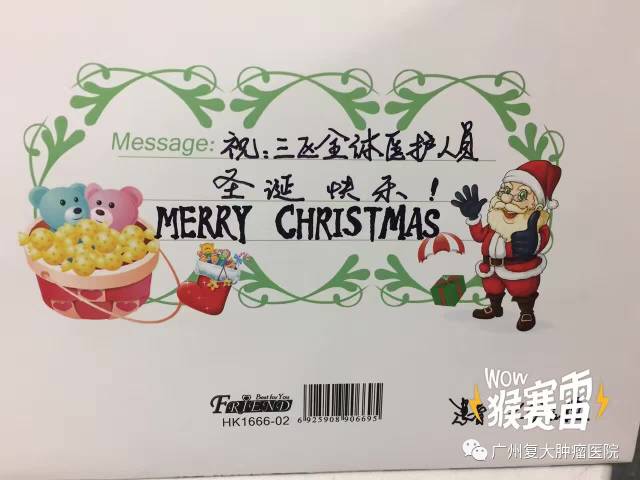 Message: 祝:三区全体医护人员
圣诞快乐!
MERRY CHRISTMAS
Best for You
FRIEND
HK1666-02
6925908906695
WOW
猴赛雷
广州复大肿瘤医院